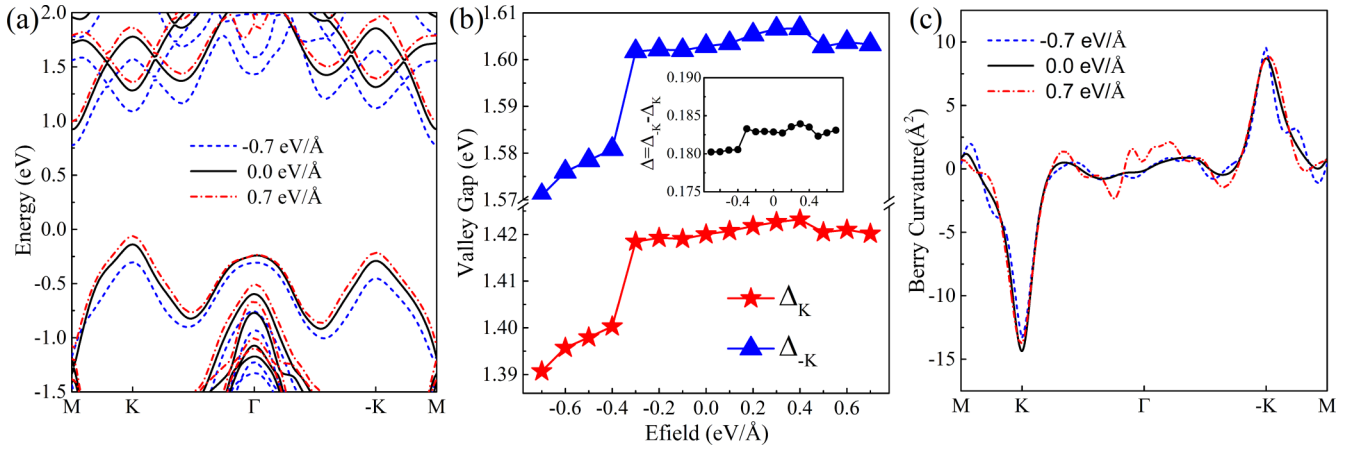 (a)
2.0
1.5
1.0
0.5
0.0
-0.5
-1.0
-1.5
Energy (eV)
-0.7 eV/Å
0.0 eV/Å
0.7 eV/Å
M K Γ -K M
(b)
1.61
1.60
1.59
1.58
1.57
1.42
1.41
1.40
1.39
Valley Gap (eV)
0.190
0.185
0.180
0.175
Δ=Δ-K-ΔK
-0.4 0 0.4
ΔK
Δ-K
-0.6 -0.4 -0.2 0.0 0.2 0.4 0.6 0.7
Efield (eV/Å)
(c)
10
5
0
-5
-10
-15
Berry Curvature(Å²)
-0.7 eV/Å
0.0 eV/Å
0.7 eV/Å
M K Γ -K M